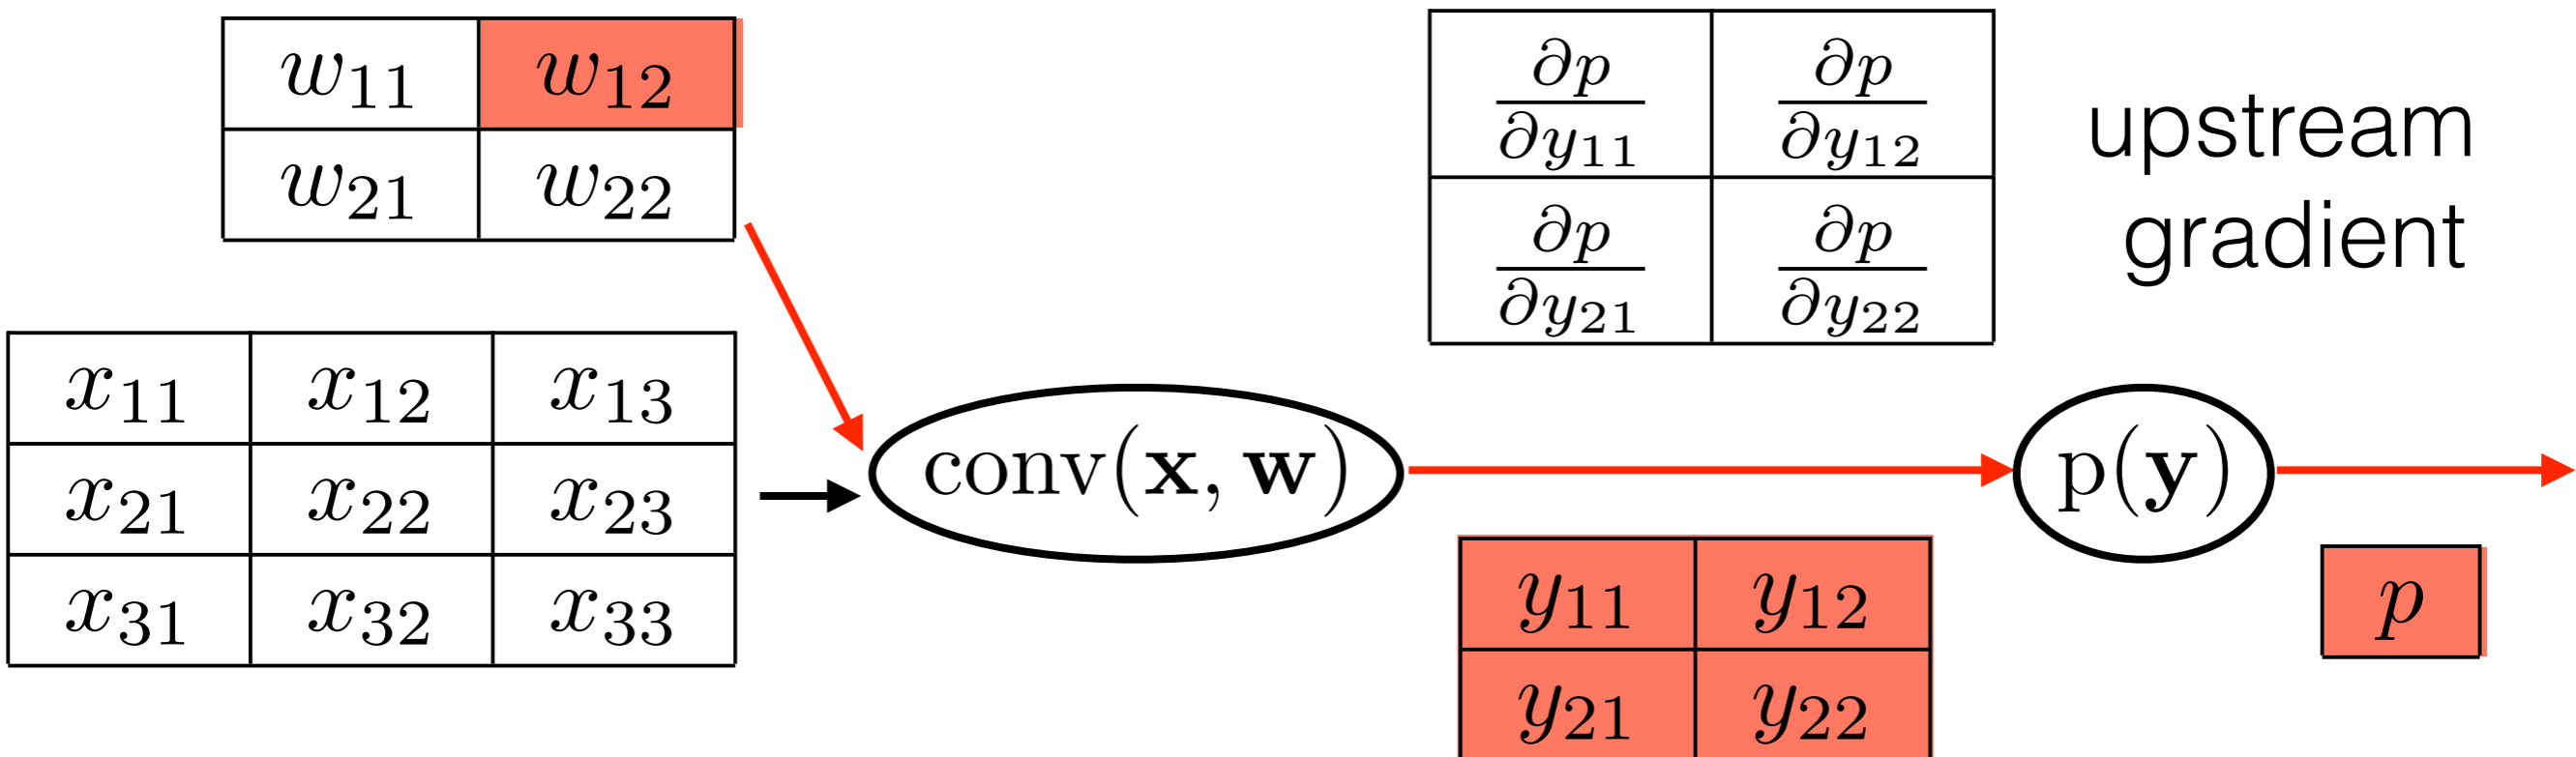 w₁₁ w₁₂
w₂₁ w₂₂
x₁₁ x₁₂ x₁₃
x₂₁ x₂₂ x₂₃
x₃₁ x₃₂ x₃₃
conv(𝐱, 𝐰)
∂p/∂y₁₁ ∂p/∂y₁₂
∂p/∂y₂₁ ∂p/∂y₂₂
upstream
gradient
y₁₁ y₁₂
y₂₁ y₂₂
p(𝐲)
p